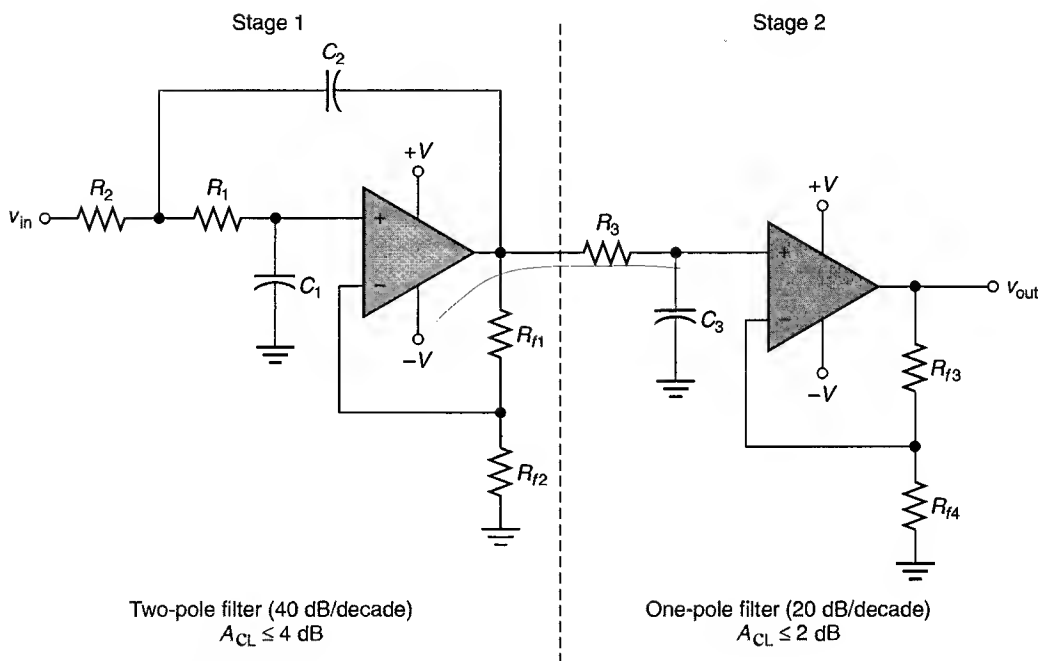 Stage 1
Stage 2
C2
+V
+V
R2
R1
R3
vin
+
+
C1
−
C3
−
vout
Rf1
Rf3
−V
−V
Rf2
Rf4
Two-pole filter (40 dB/decade)
ACL ≤ 4 dB
One-pole filter (20 dB/decade)
ACL ≤ 2 dB